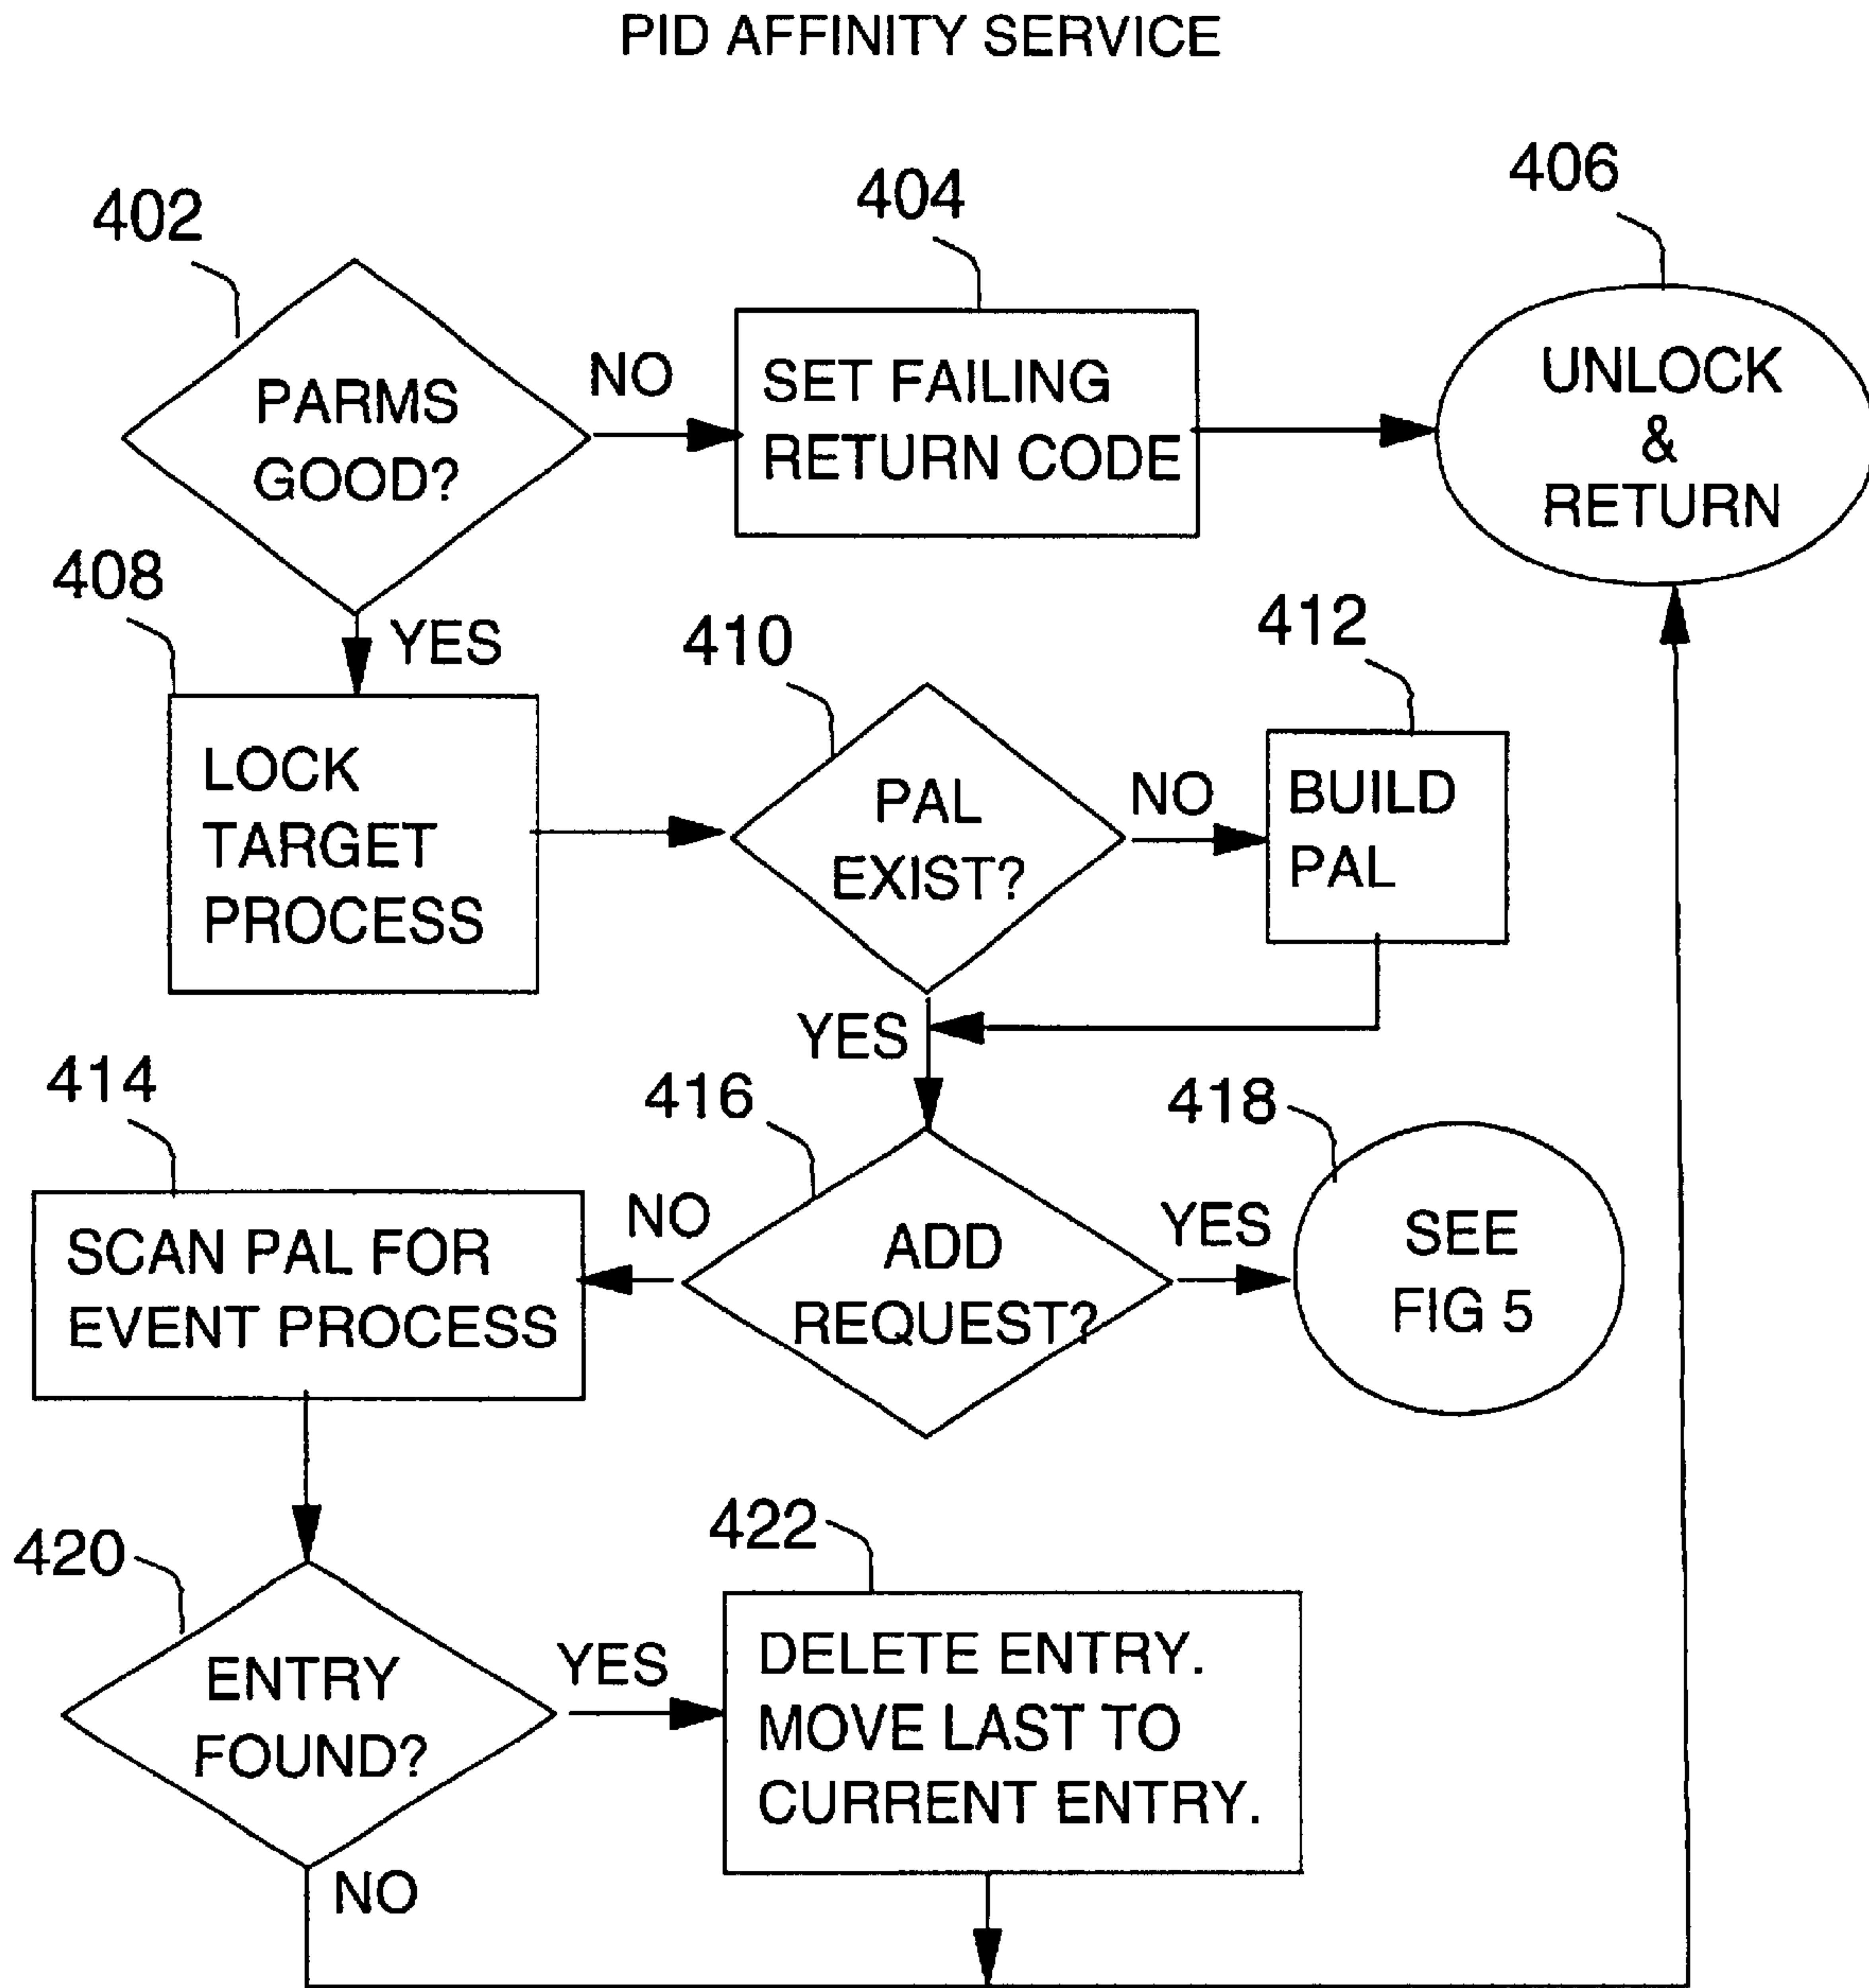 PID AFFINITY SERVICE
402
404
406
PARMS
GOOD?
NO
SET FAILING
RETURN CODE
UNLOCK
&
RETURN
408
YES
410
412
LOCK
TARGET
PROCESS
PAL
EXIST?
NO
BUILD
PAL
YES
414
416
418
SCAN PAL FOR
EVENT PROCESS
NO
ADD
REQUEST?
YES
SEE
FIG 5
420
422
ENTRY
FOUND?
YES
DELETE ENTRY.
MOVE LAST TO
CURRENT ENTRY.
NO